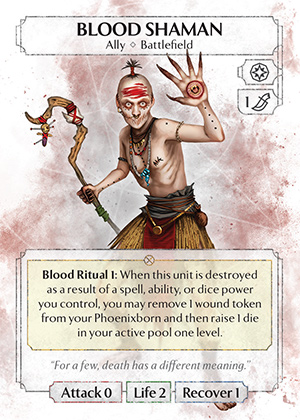 BLOOD SHAMAN
Ally ◇ Battlefield
1
Blood Ritual 1: When this unit is destroyed
as a result of a spell, ability, or dice power
you control, you may remove 1 wound token
from your Phoenixborn and then raise 1 die
in your active pool one level.
"For a few, death has a different meaning."
Attack 0 Life 2 Recover 1